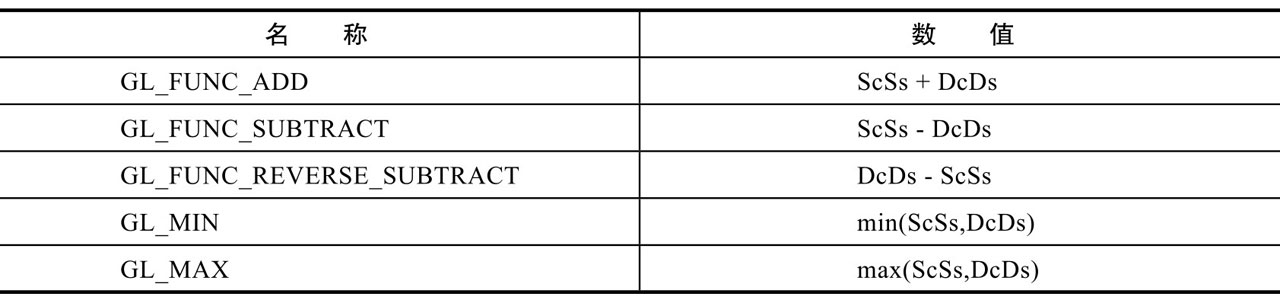 名 称 数 值
GL_FUNC_ADD ScSs + DcDs
GL_FUNC_SUBTRACT ScSs - DcDs
GL_FUNC_REVERSE_SUBTRACT DcDs - ScSs
GL_MIN min(ScSs,DcDs)
GL_MAX max(ScSs,DcDs)